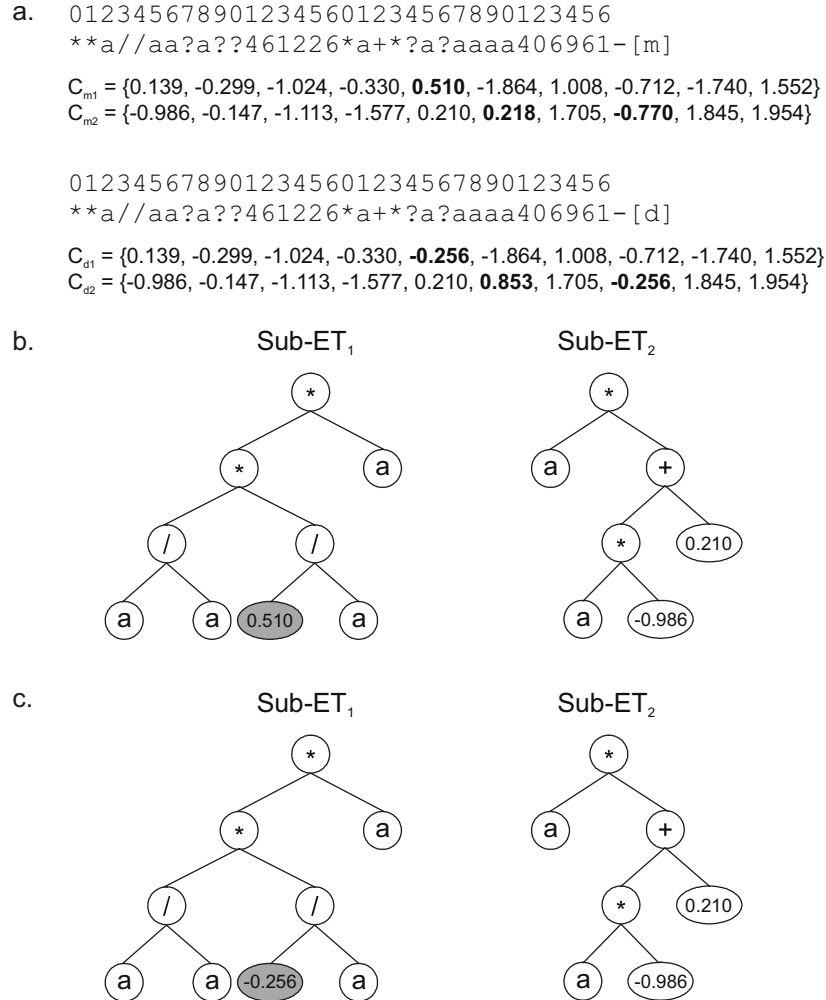 a.
0123456789012345601234567890123456
**a//aa?a??461226*a+*?a?aaaa406961-[m]
Cm1 = {0.139, -0.299, -1.024, -0.330, 0.510, -1.864, 1.008, -0.712, -1.740, 1.552}
Cm2 = {-0.986, -0.147, -1.113, -1.577, 0.210, 0.218, 1.705, -0.770, 1.845, 1.954}
0123456789012345601234567890123456
**a//aa?a??461226*a+*?a?aaaa406961-[d]
Cd1 = {0.139, -0.299, -1.024, -0.330, -0.256, -1.864, 1.008, -0.712, -1.740, 1.552}
Cd2 = {-0.986, -0.147, -1.113, -1.577, 0.210, 0.853, 1.705, -0.256, 1.845, 1.954}
b.
Sub-ET1 Sub-ET2
* *
* a a +
/ / * 0.210
a a 0.510 a a -0.986
c.
Sub-ET1 Sub-ET2
* *
* a a +
/ / * 0.210
a a -0.256 a a -0.986